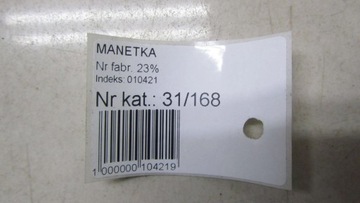 MANETKA
Nr fabr. 23%
Indeks: 010421
Nr kat.: 31/168
1 000000 104219